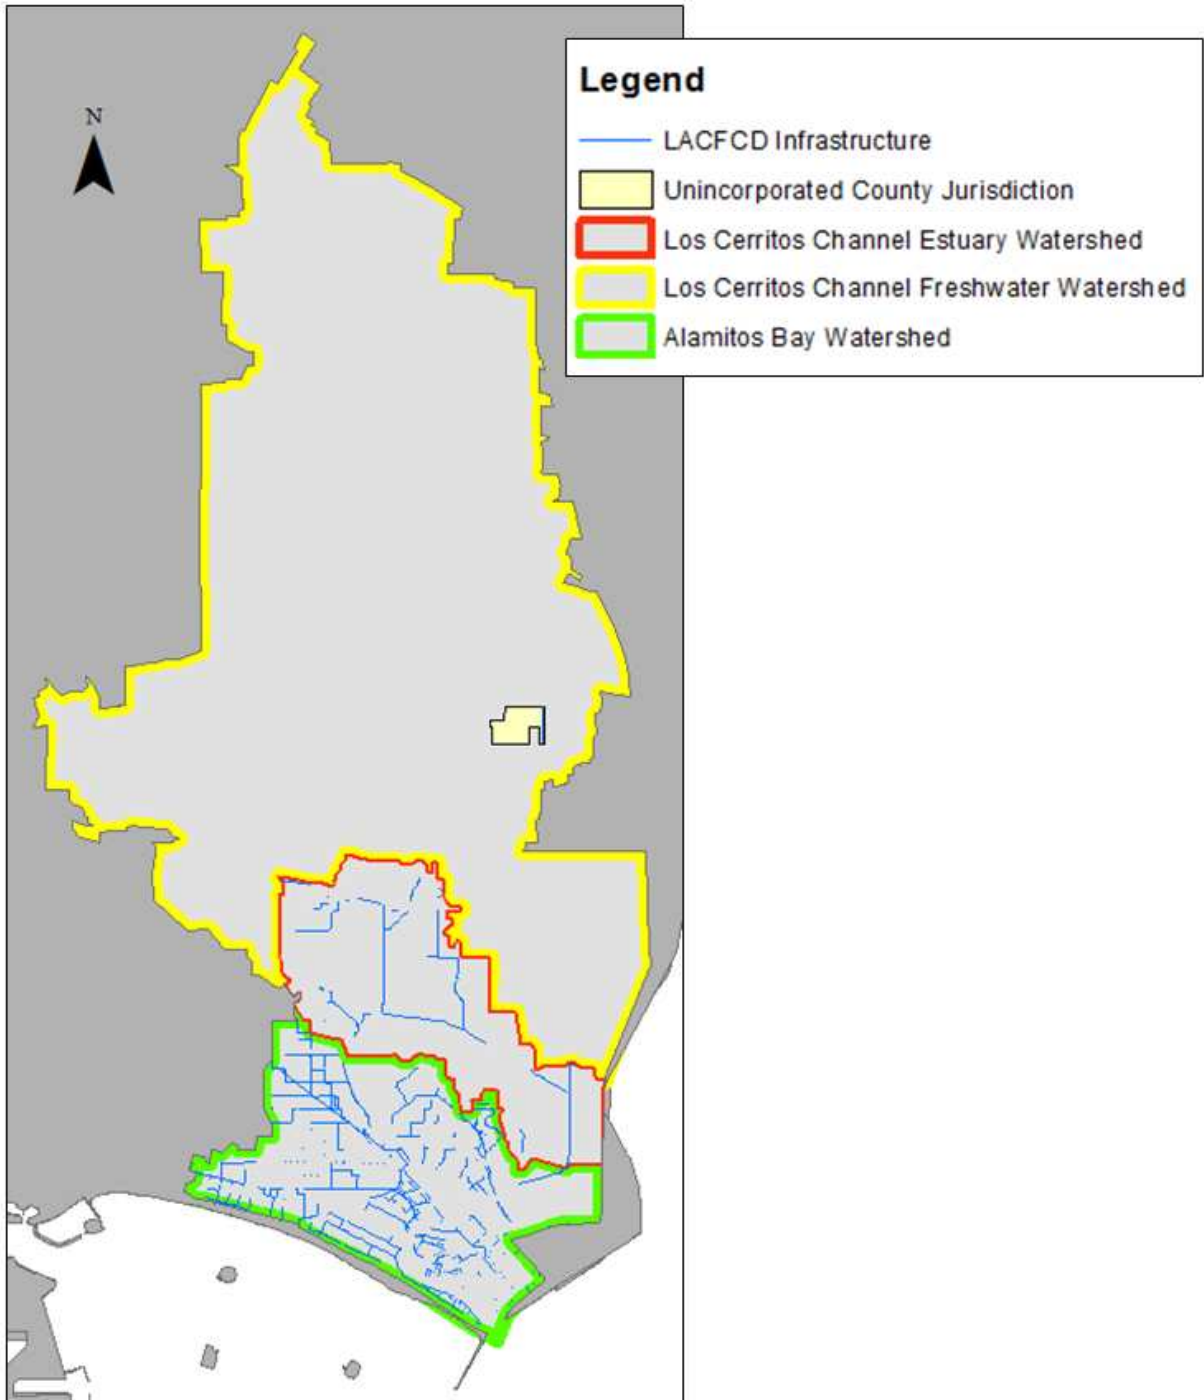 N
Legend
LACFCD Infrastructure
Unincorporated County Jurisdiction
Los Cerritos Channel Estuary Watershed
Los Cerritos Channel Freshwater Watershed
Alamitos Bay Watershed